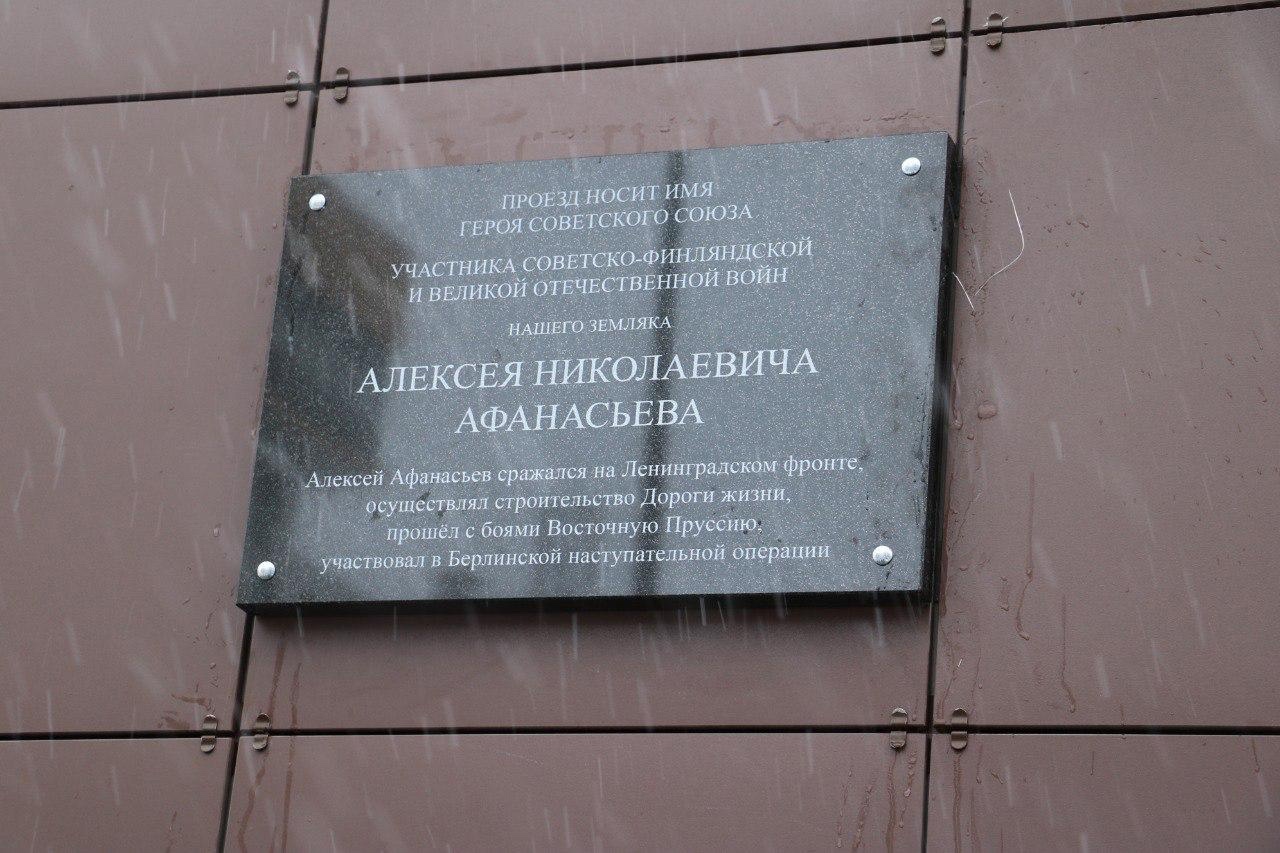 ПРОЕЗД НОСИТ ИМЯ
ГЕРОЯ СОВЕТСКОГО СОЮЗА
УЧАСТНИКА СОВЕТСКО-ФИНЛЯНДСКОЙ
И ВЕЛИКОЙ ОТЕЧЕСТВЕННОЙ ВОЙН
НАШЕГО ЗЕМЛЯКА
АЛЕКСЕЯ НИКОЛАЕВИЧА
АФАНАСЬЕВА
Алексей Афанасьев сражался на Ленинградском фронте,
осуществлял строительство Дороги жизни,
прошёл с боями Восточную Пруссию,
участвовал в Берлинской наступательной операции